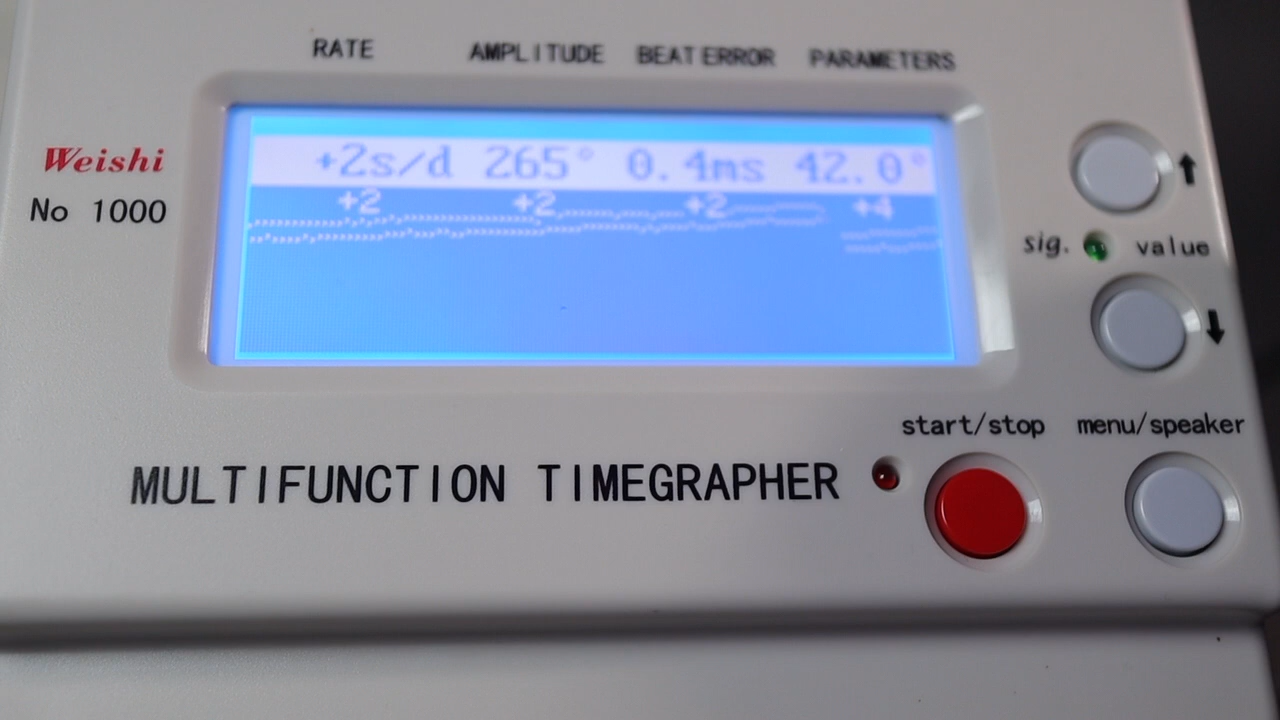 RATE AMPLITUDE BEAT ERROR PARAMETERS
Weishi
No 1000
+2s/d 265° 0.4ms 42.0°
+2 +2 +2 +4
sig. value
start/stop menu/speaker
MULTIFUNCTION TIMEGRAPHER